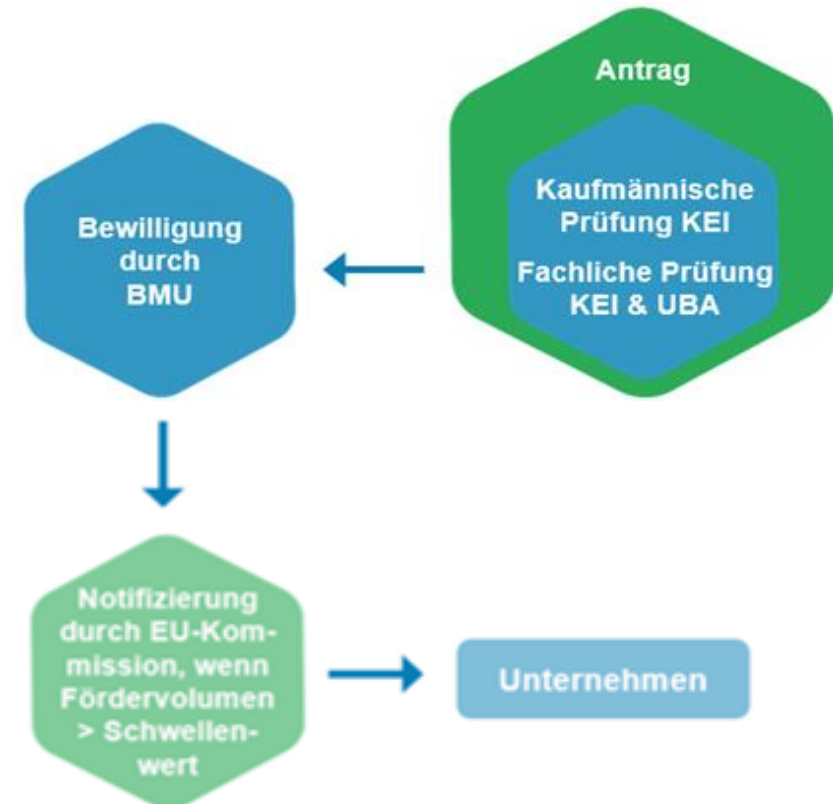 Antrag
Kaufmännische
Prüfung KEI
Fachliche Prüfung
KEI & UBA
Bewilligung
durch
BMU
Notifizierung
durch EU-Kom-
mission, wenn
Fördervolumen
> Schwellen-
wert
Unternehmen